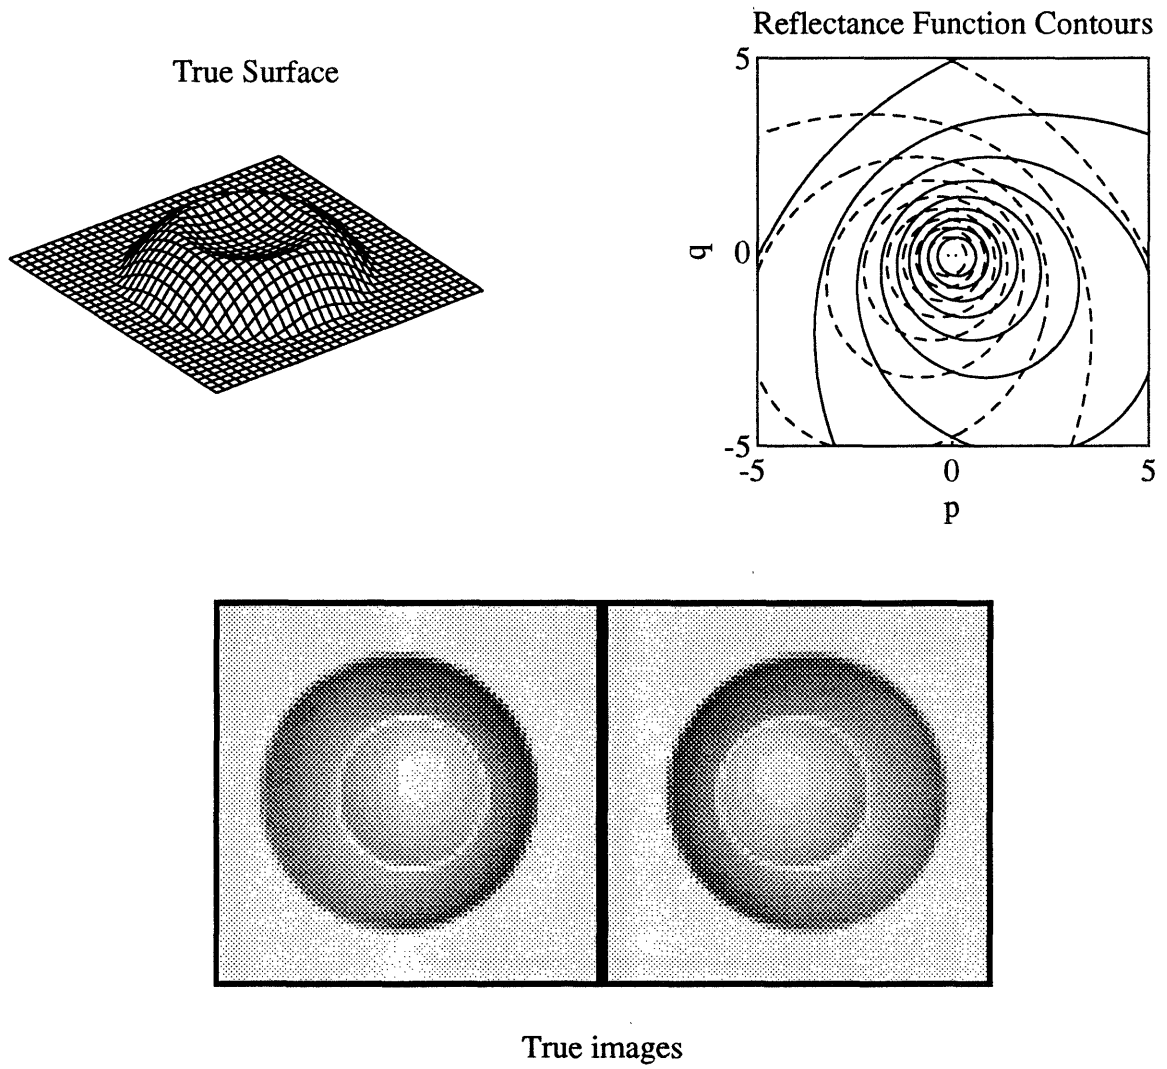 Reflectance Function Contours
True Surface
5
q
0
-5
-5 0 5
p
True images